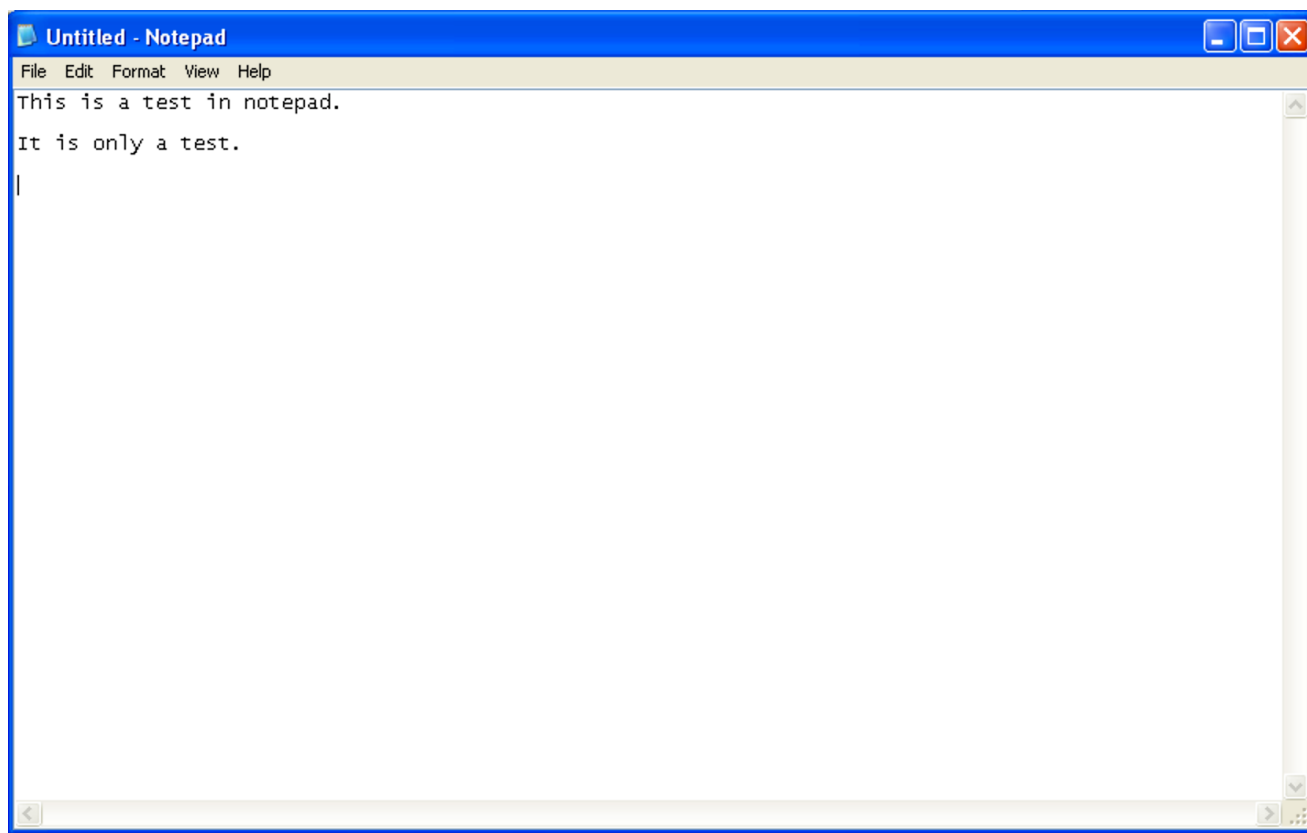 Untitled - Notepad
File Edit Format View Help
This is a test in notepad.
It is only a test.